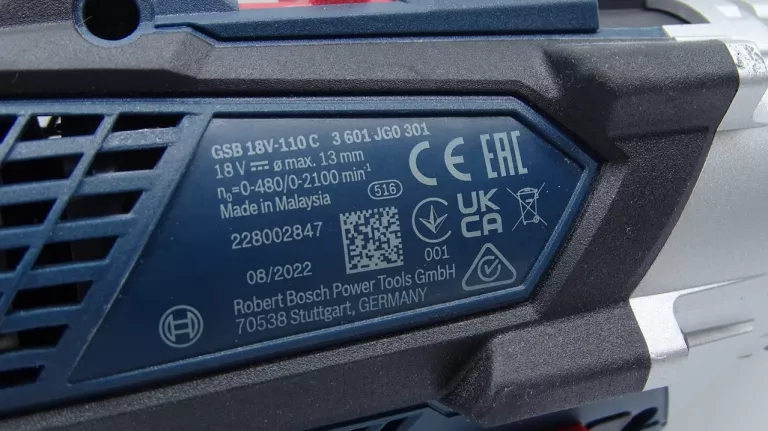 GSB 18V-110 C 3 601 JG0 301
18 V ⎓ ø max. 13 mm
n₀=0-480/0-2100 min⁻¹
Made in Malaysia
516
CE EAC
UK
CA
228002847
001
08/2022
Robert Bosch Power Tools GmbH
70538 Stuttgart, GERMANY